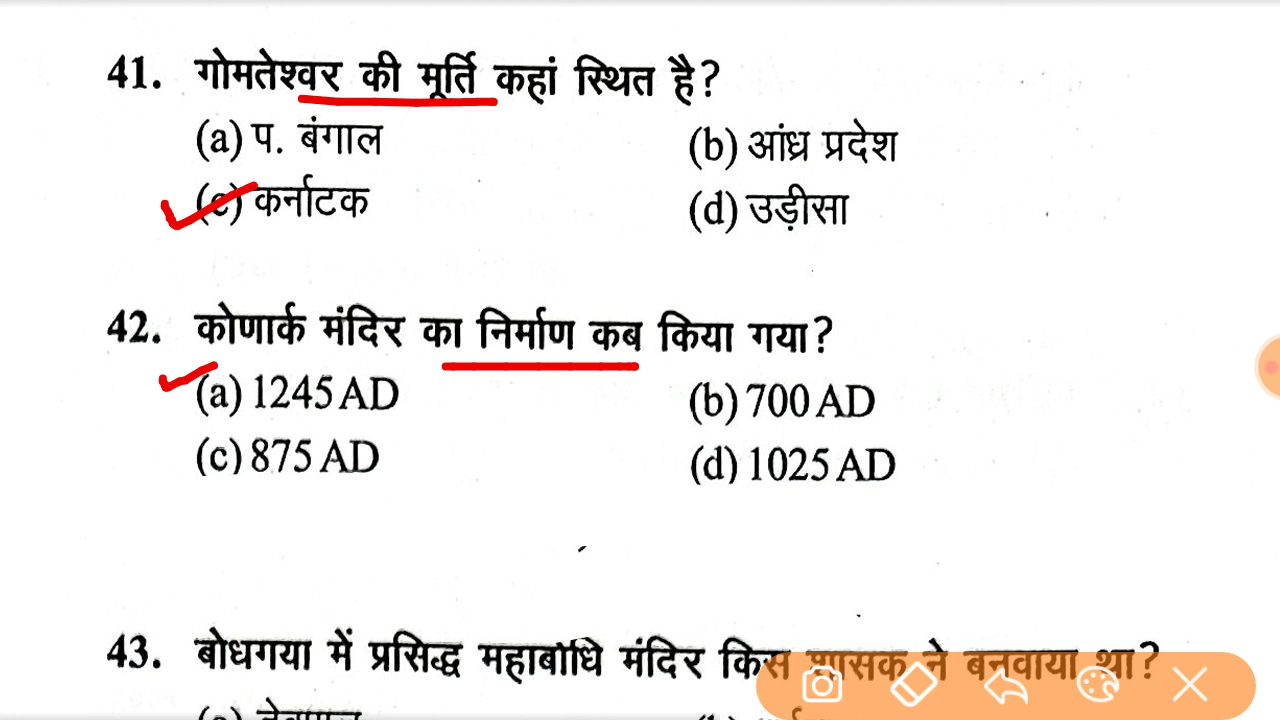 41. गोमतेश्वर की मूर्ति कहां स्थित है?
(a) प. बंगाल (b) आंध्र प्रदेश
(c) कर्नाटक (d) उड़ीसा
42. कोणार्क मंदिर का निर्माण कब किया गया?
(a) 1245 AD (b) 700 AD
(c) 875 AD (d) 1025 AD
43. बोधगया में प्रसिद्ध महाबोधि मंदिर किस शासक ने बनवाया था?